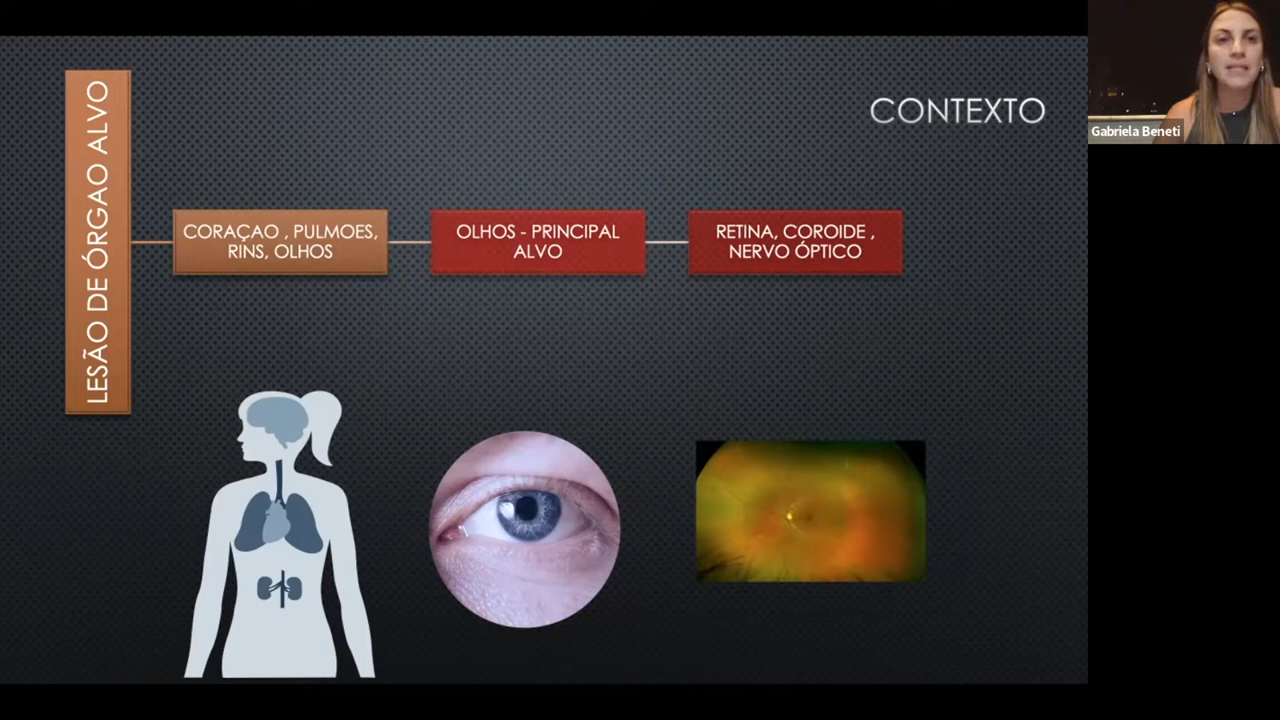 CONTEXTO
LESÃO DE ÓRGAO ALVO
CORAÇAO , PULMOES,
RINS, OLHOS
OLHOS - PRINCIPAL
ALVO
RETINA, COROIDE ,
NERVO ÓPTICO
Gabriela Beneti